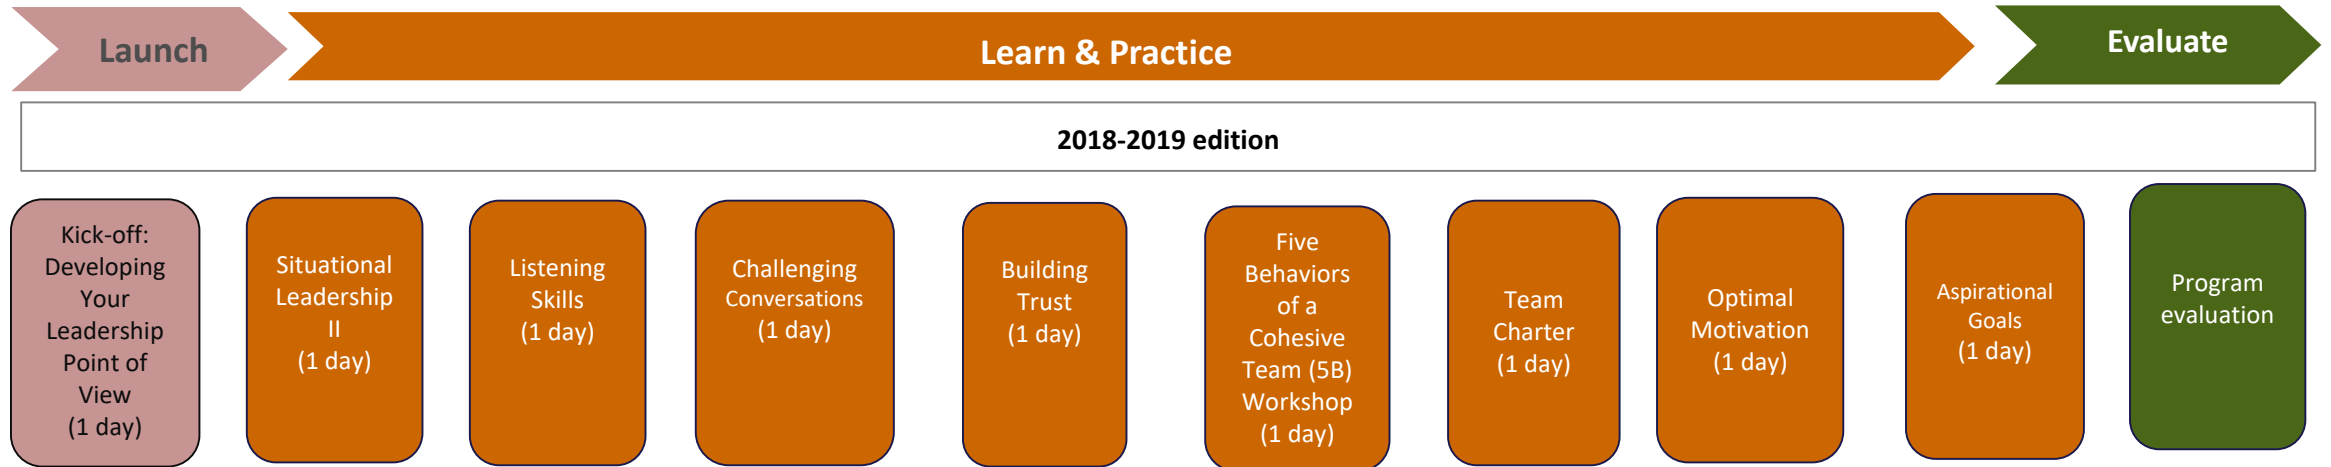 Launch
Learn & Practice
Evaluate
2018-2019 edition
Kick-off:
Developing
Your
Leadership
Point of
View
(1 day)
Situational
Leadership
II
(1 day)
Listening
Skills
(1 day)
Challenging
Conversations
(1 day)
Building
Trust
(1 day)
Five
Behaviors
of a
Cohesive
Team (5B)
Workshop
(1 day)
Team
Charter
(1 day)
Optimal
Motivation
(1 day)
Aspirational
Goals
(1 day)
Program
evaluation